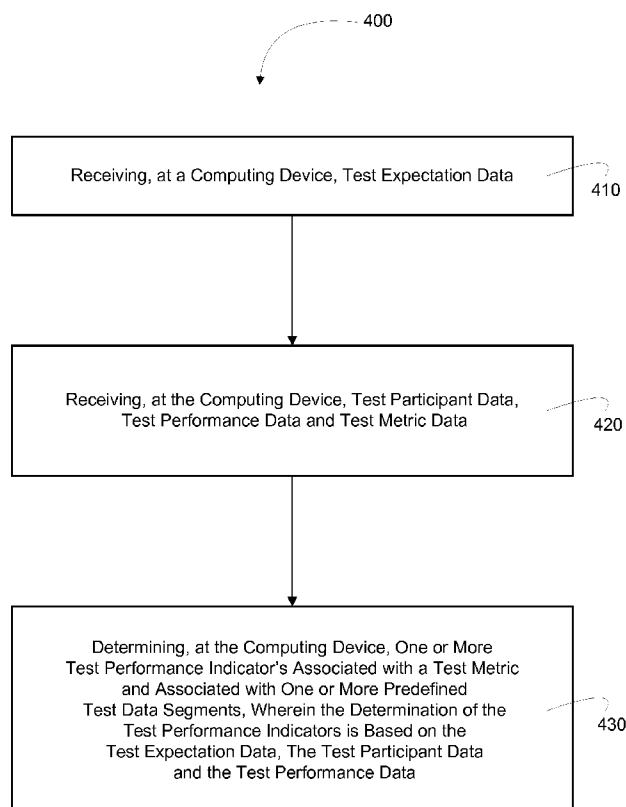 400
Receiving, at a Computing Device, Test Expectation Data
410
Receiving, at the Computing Device, Test Participant Data,
Test Performance Data and Test Metric Data
420
Determining, at the Computing Device, One or More
Test Performance Indicator's Associated with a Test Metric
and Associated with One or More Predefined
Test Data Segments, Wherein the Determination of the
Test Performance Indicators is Based on the
Test Expectation Data, The Test Participant Data
and the Test Performance Data
430